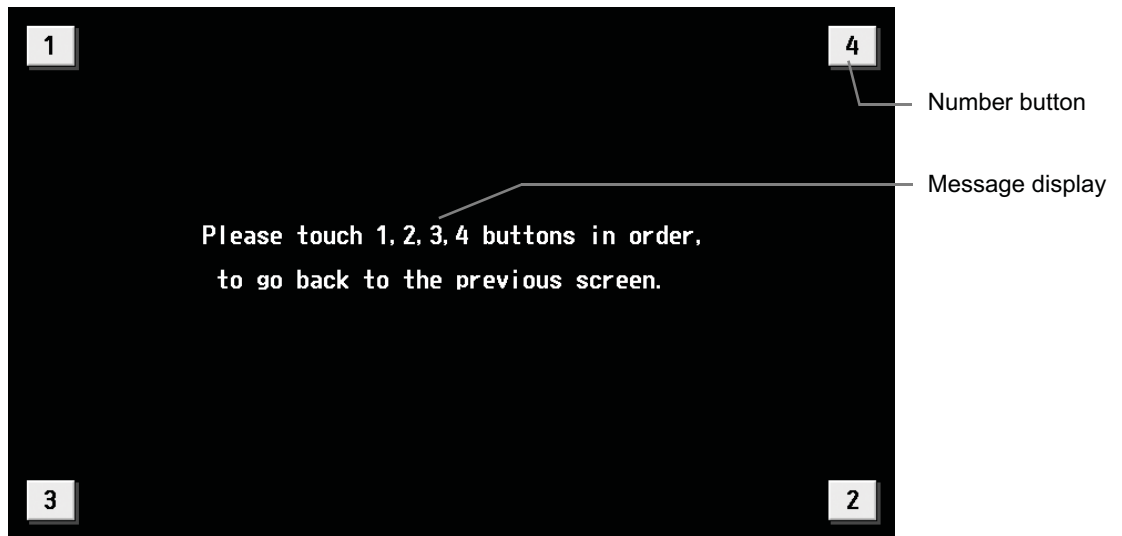 1
4
Number button
Message display
Please touch 1,2,3,4 buttons in order,
to go back to the previous screen.
3
2